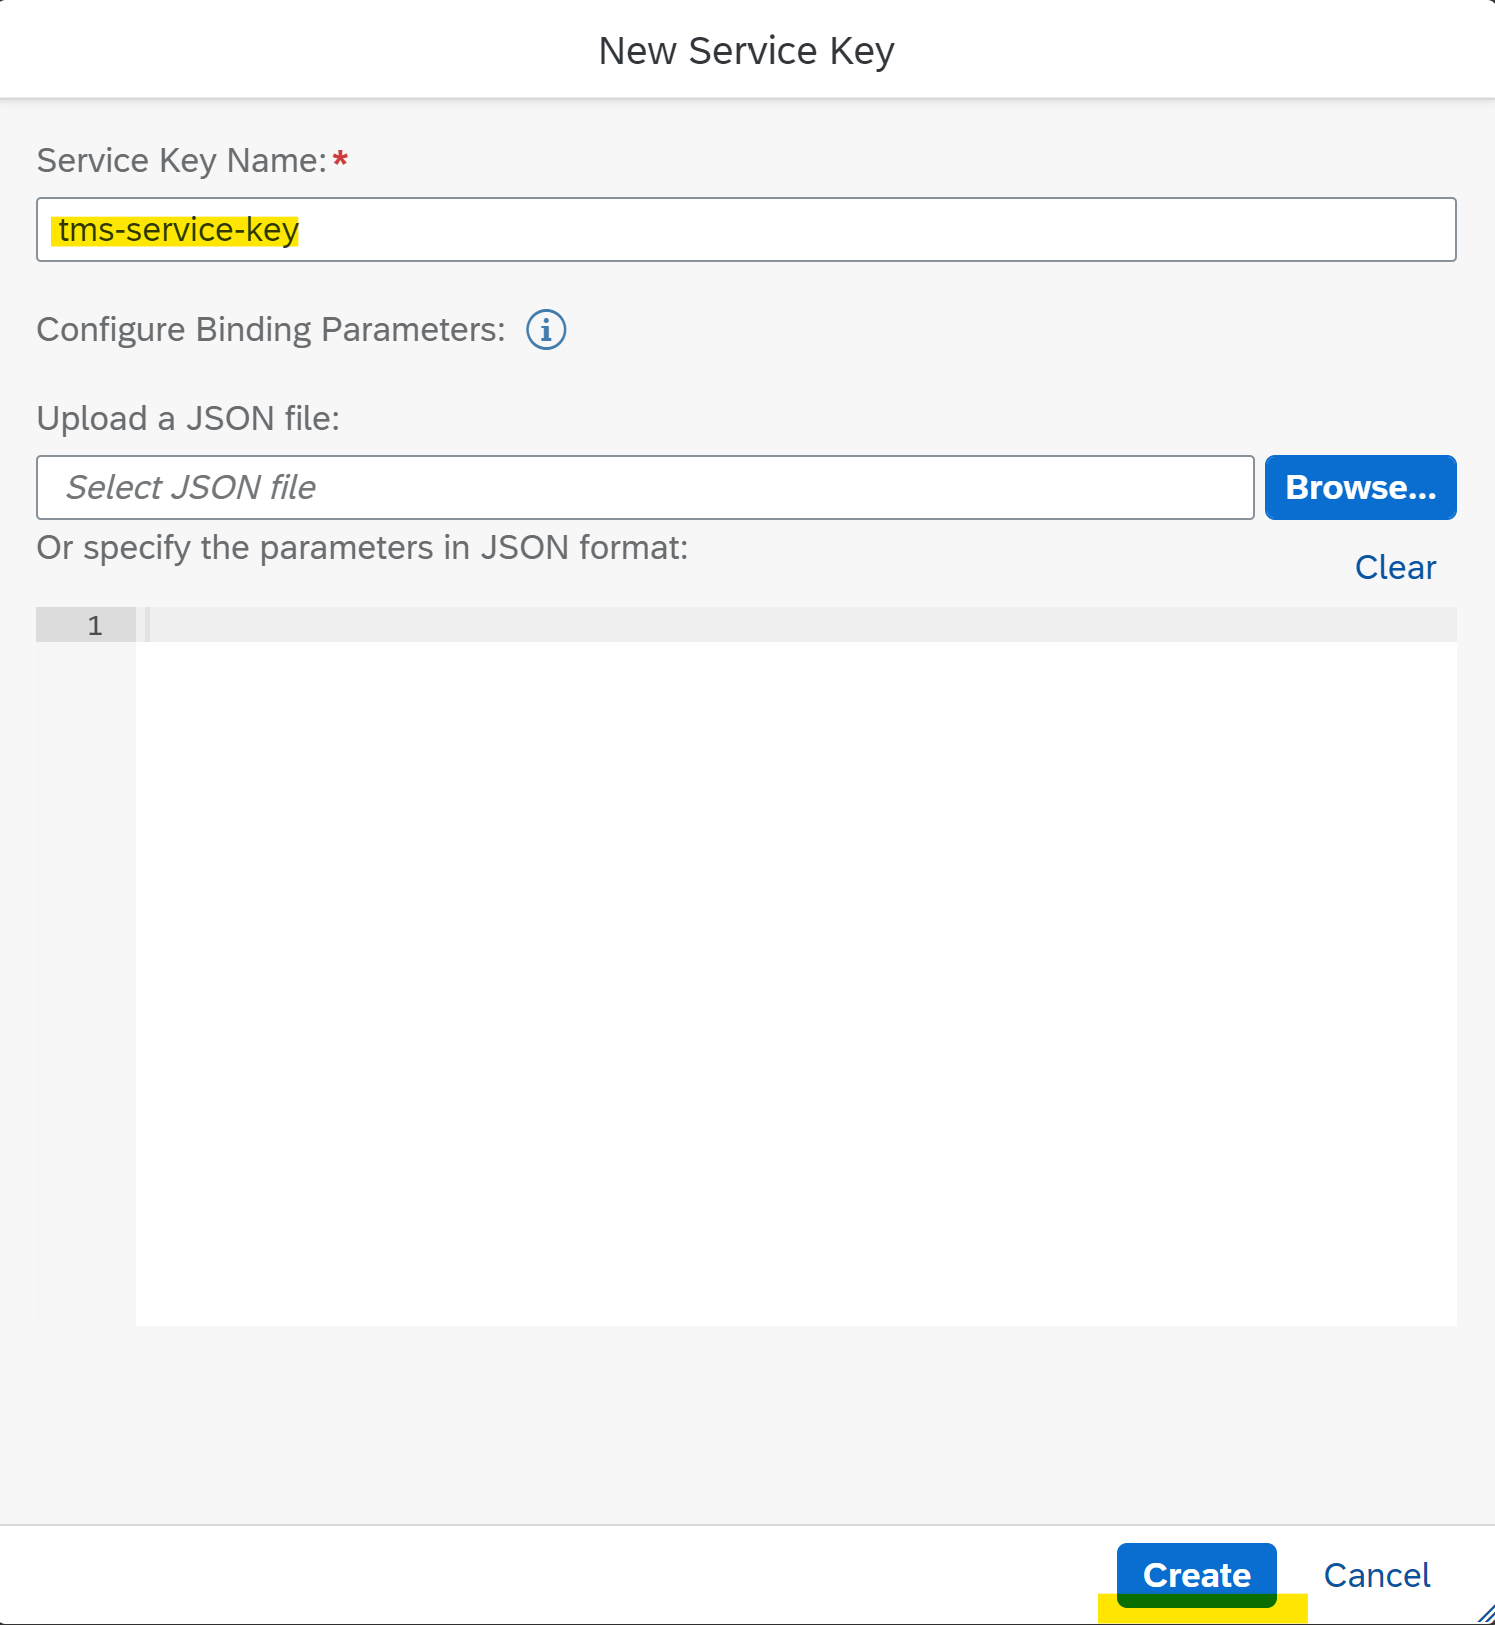 New Service Key
Service Key Name:*
tms-service-key
Configure Binding Parameters: i
Upload a JSON file:
Select JSON file
Browse...
Or specify the parameters in JSON format:
Clear
1
Create
Cancel